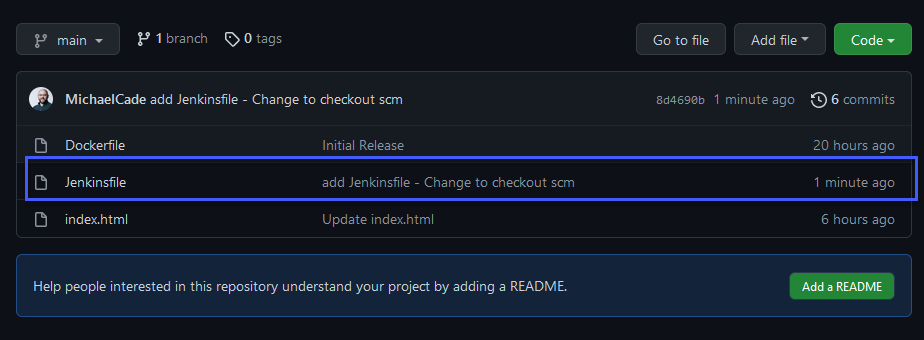 main 1 branch 0 tags Go to file Add file Code
MichaelCade add Jenkinsfile - Change to checkout scm 8d4690b 1 minute ago 6 commits
Dockerfile Initial Release 20 hours ago
Jenkinsfile add Jenkinsfile - Change to checkout scm 1 minute ago
index.html Update index.html 6 hours ago
Help people interested in this repository understand your project by adding a README. Add a README